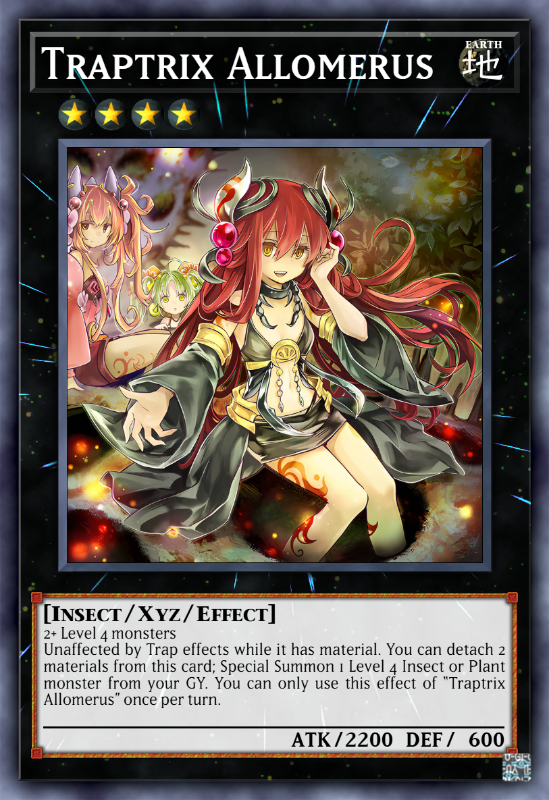 TRAPTRIX ALLOMERUS
EARTH
地
[INSECT/XYZ/EFFECT]
2+ Level 4 monsters
Unaffected by Trap effects while it has material. You can detach 2
materials from this card; Special Summon 1 Level 4 Insect or Plant
monster from your GY. You can only use this effect of "Traptrix
Allomerus" once per turn.
ATK/2200 DEF/ 600